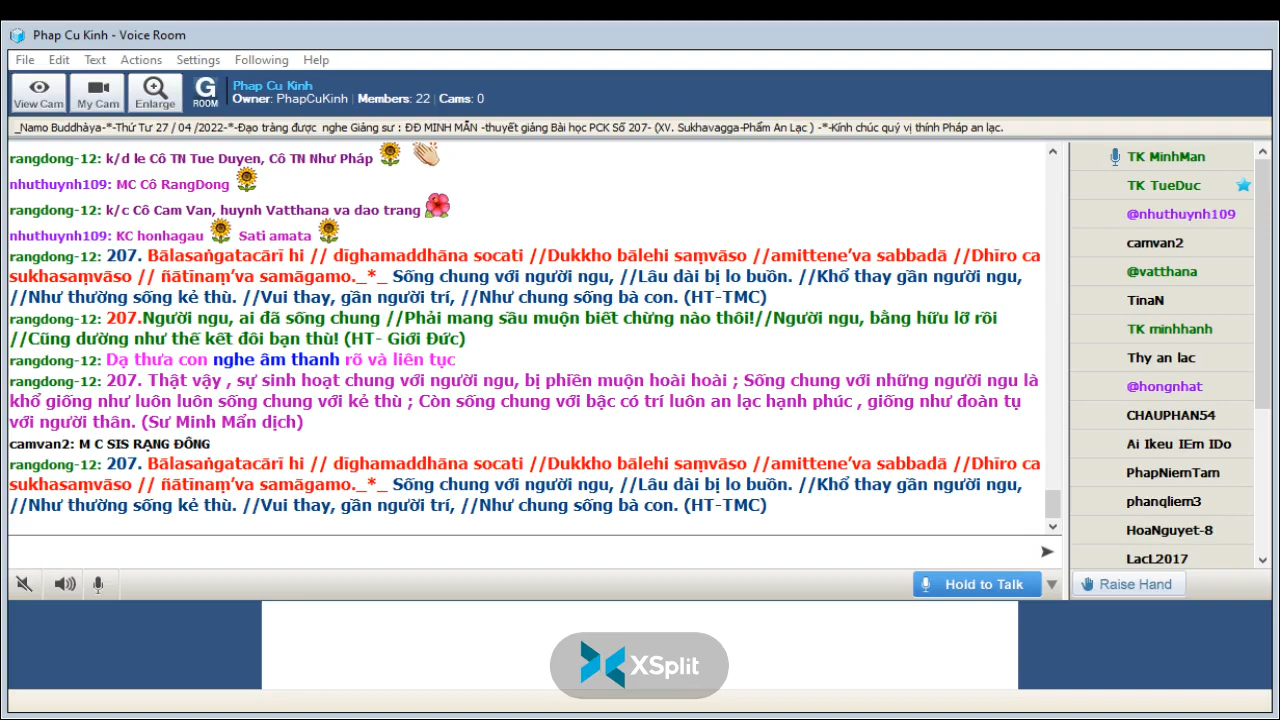 Phap Cu Kinh - Voice Room
File Edit Text Actions Settings Following Help
View Cam My Cam Enlarge G ROOM
Phap Cu Kinh
Owner: PhapCuKinh | Members: 22 | Cams: 0
_Namo Buddhàya-*-Thứ Tư 27 / 04 /2022-*-Đạo tràng được nghe Giảng sư : ĐĐ MINH MẪN -thuyết giảng Bài học PCK Số 207- (XV. Sukhavagga-Phẩm An Lạc ) -*-Kính chúc quý vị thính Pháp an lạc.
rangdong-12: k/d le Cô TN Tue Duyen, Cô TN Như Pháp
nhuthuynh109: MC Cô RangDong
rangdong-12: k/c Cô Cam Van, huynh Vatthana va dao trang
nhuthuynh109: KC honhagau Sati amata
rangdong-12: 207. Bālasaṅgatacārī hi // dīghamaddhāna socati //Dukkho bālehi saṃvāso //amittene’va sabbadā //Dhīro ca
sukhasaṃvāso // ñātīnaṃ’va samāgamo._*_ Sống chung với người ngu, //Lâu dài bị lo buồn. //Khổ thay gần người ngu,
//Như thường sống kẻ thù. //Vui thay, gần người trí, //Như chung sống bà con. (HT-TMC)
rangdong-12: 207.Người ngu, ai đã sống chung //Phải mang sầu muộn biết chừng nào thôi!//Người ngu, bằng hữu lỡ rồi
//Cũng dường như thế kết đôi bạn thù! (HT- Giới Đức)
rangdong-12: Dạ thưa con nghe âm thanh rõ và liên tục
rangdong-12: 207. Thật vậy , sự sinh hoạt chung với người ngu, bị phiền muộn hoài hoài ; Sống chung với những người ngu là
khổ giống như luôn luôn sống chung với kẻ thù ; Còn sống chung với bậc có trí luôn an lạc hạnh phúc , giống như đoàn tụ
với người thân. (Sư Minh Mẩn dịch)
camvan2: M C SIS RẠNG ĐÔNG
rangdong-12: 207. Bālasaṅgatacārī hi // dīghamaddhāna socati //Dukkho bālehi saṃvāso //amittene’va sabbadā //Dhīro ca
sukhasaṃvāso // ñātīnaṃ’va samāgamo._*_ Sống chung với người ngu, //Lâu dài bị lo buồn. //Khổ thay gần người ngu,
//Như thường sống kẻ thù. //Vui thay, gần người trí, //Như chung sống bà con. (HT-TMC)
TK MinhMan
TK TueDuc
@nhuthuynh109
camvan2
@vatthana
TinaN
TK minhhanh
Thy an lac
@hongnhat
CHAUPHAN54
Ai Ikeu IEm IDo
PhapNiemTam
phanqliem3
HoaNguyet-8
LacL2017
Hold to Talk
Raise Hand
XSplit